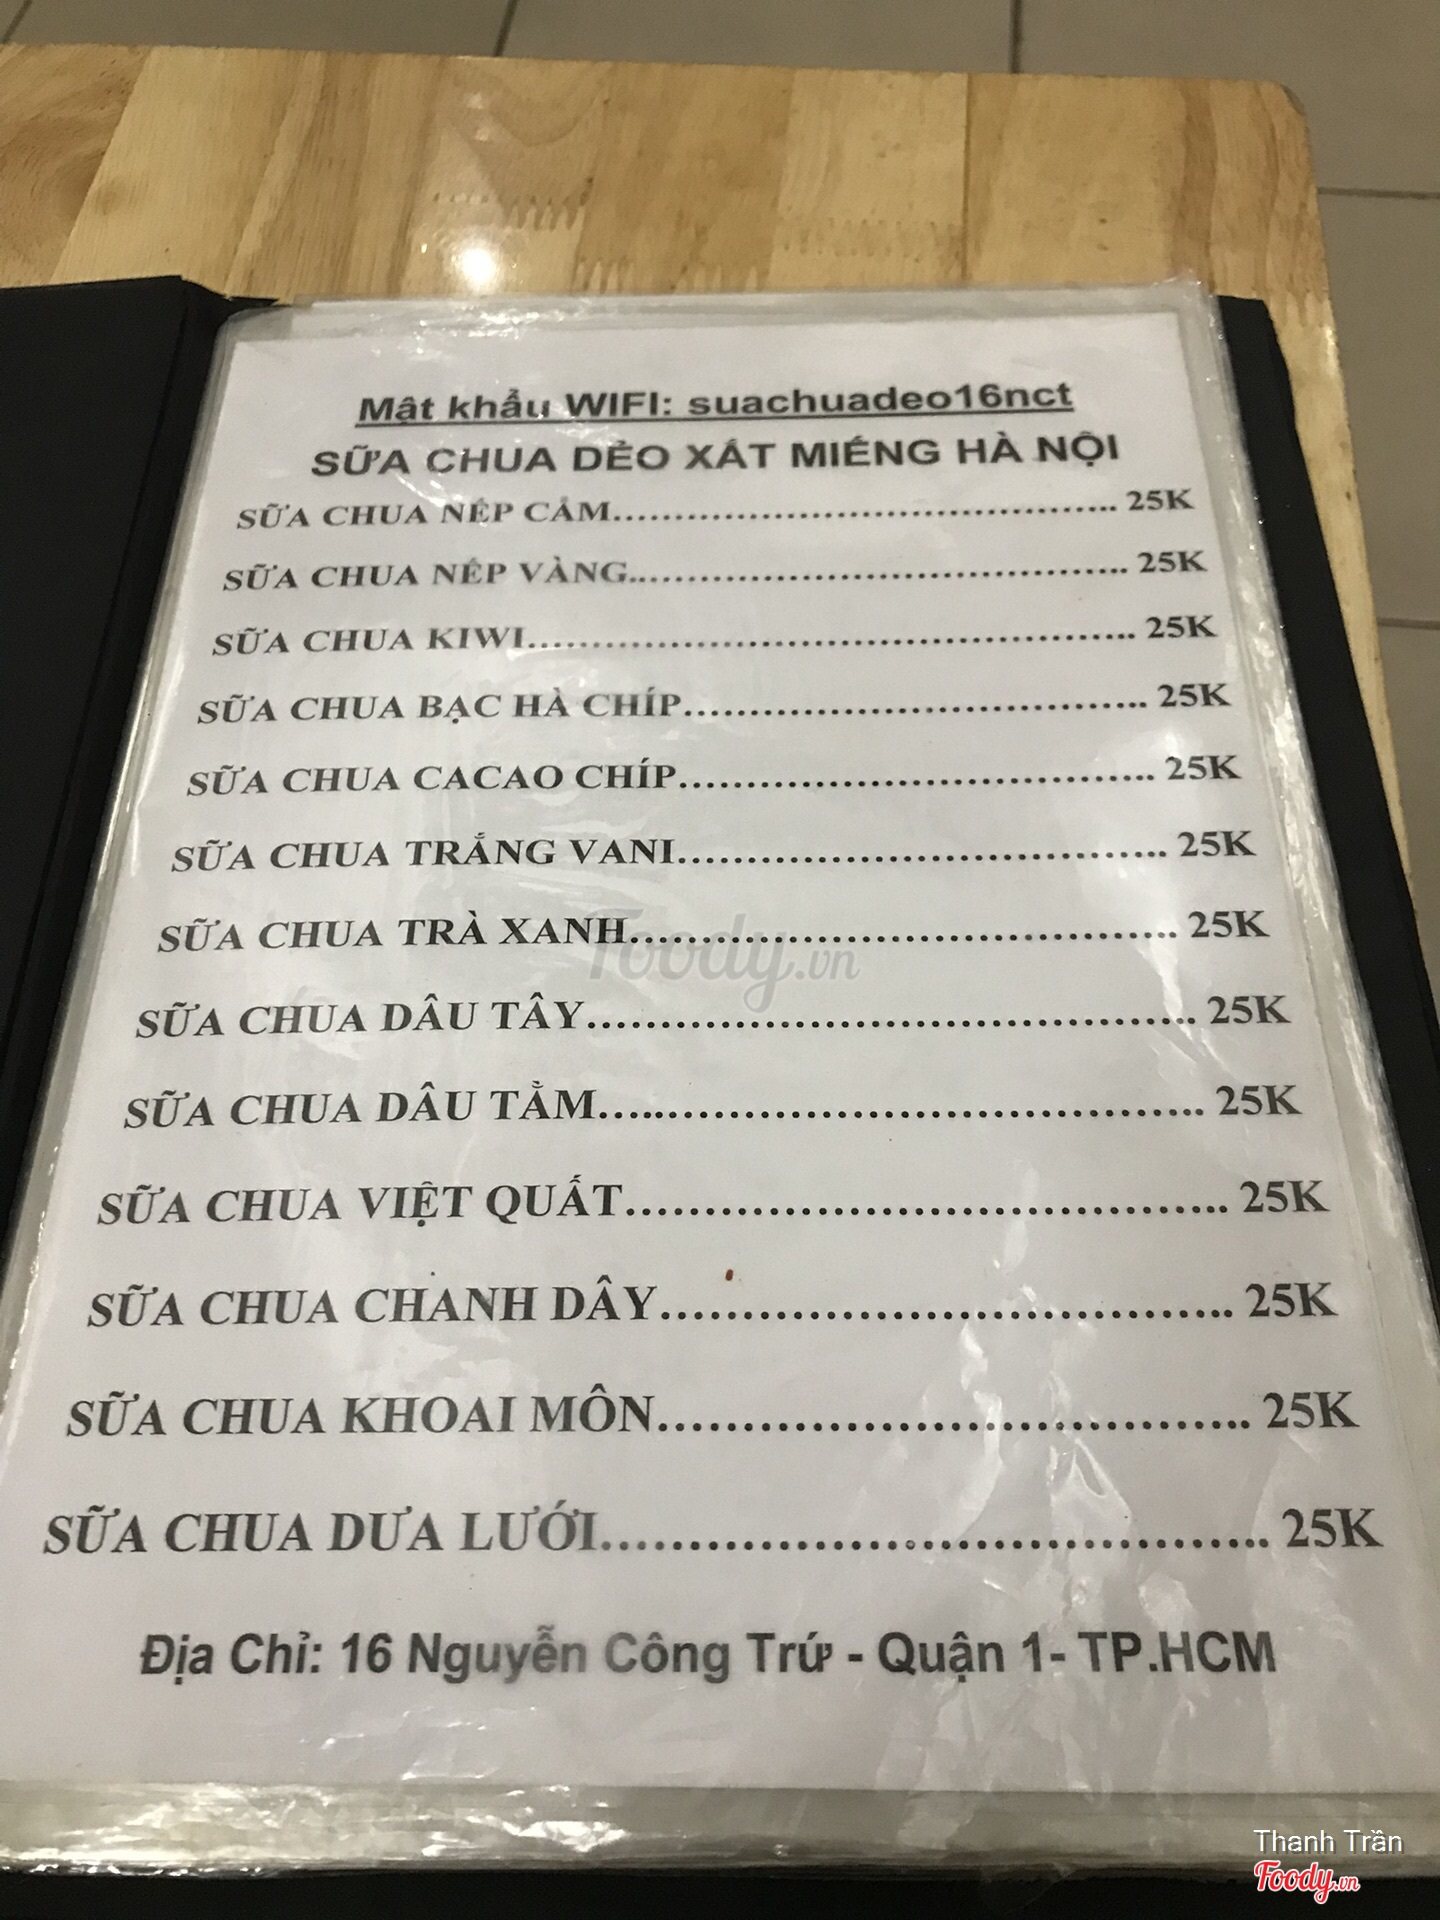 Mật khẩu WIFI: suachuadeo16nct
SỮA CHUA DẺO XẮT MIẾNG HÀ NỘI
SỮA CHUA NẾP CẨM........................................ 25K
SỮA CHUA NẾP VÀNG........................................ 25K
SỮA CHUA KIWI........................................ 25K
SỮA CHUA BẠC HÀ CHÍP........................................ 25K
SỮA CHUA CACAO CHÍP........................................ 25K
SỮA CHUA TRẮNG VANI........................................ 25K
SỮA CHUA TRÀ XANH........................................ 25K
SỮA CHUA DÂU TÂY........................................ 25K
SỮA CHUA DÂU TẰM........................................ 25K
SỮA CHUA VIỆT QUẤT........................................ 25K
SỮA CHUA CHANH DÂY........................................ 25K
SỮA CHUA KHOAI MÔN........................................ 25K
SỮA CHUA DƯA LƯỚI........................................ 25K
Địa Chỉ: 16 Nguyễn Công Trứ - Quận 1- TP.HCM
Foody.vn
Thanh Trần
Foody.vn